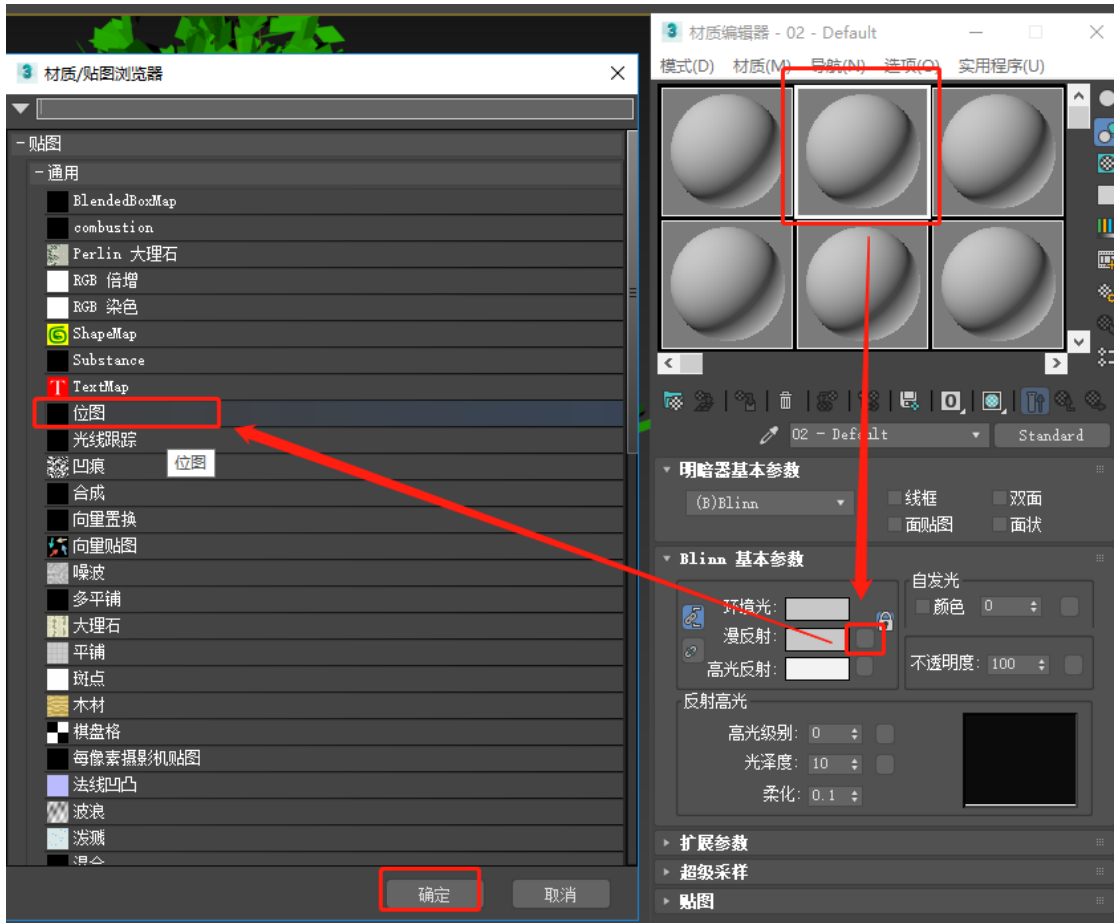 材质/贴图浏览器
- 贴图
- 通用
BlendedBoxMap
combustion
Perlin 大理石
RGB 倍增
RGB 染色
ShapeMap
Substance
TextMap
位图
光线跟踪
凹痕
位图
合成
向量置换
向量贴图
噪波
多平铺
大理石
平铺
斑点
木材
棋盘格
每像素摄影机贴图
法线凹凸
波浪
泼溅
混合
确定
取消
材质编辑器 - 02 - Default
模式(D) 材质(M) 导航(N) 选项(O) 实用程序(U)
02 - Default
Standard
明暗器基本参数
(B)Blinn
线框
双面
面贴图
面状
Blinn 基本参数
环境光:
漫反射:
高光反射:
自发光
颜色 0
不透明度: 100
反射高光
高光级别: 0
光泽度: 10
柔化: 0.1
扩展参数
超级采样
贴图